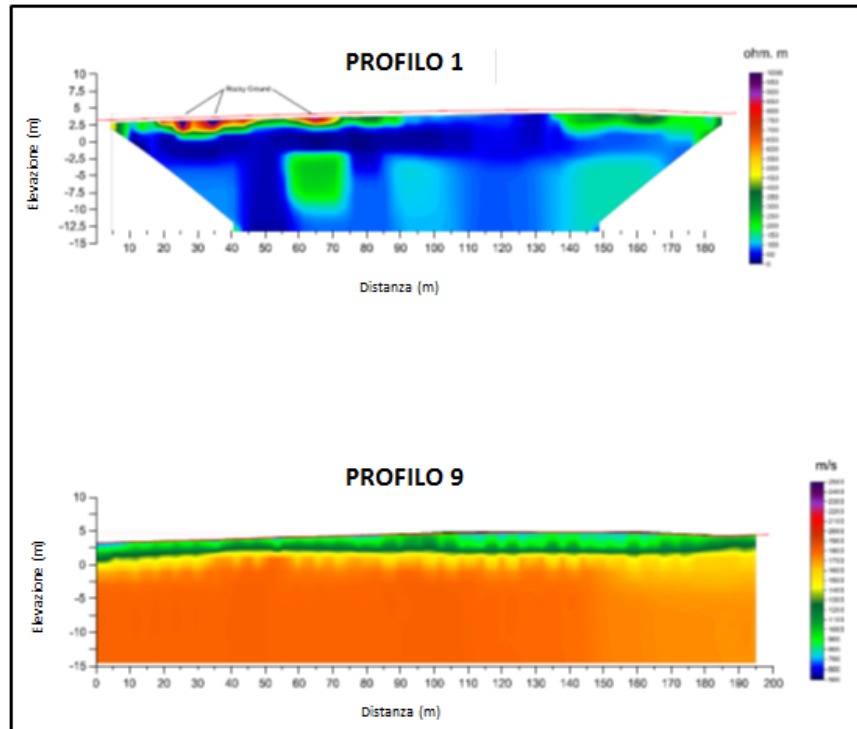 PROFILO 1
ohm. m
Rocky Ground
Elevazione (m)
10
7.5
5
2.5
0
-2.5
-5
-7.5
-10
-12.5
-15
10 20 30 40 50 60 70 80 90 100 110 120 130 140 150 160 170 180
Distanza (m)
PROFILO 9
m/s
Elevazione (m)
10
5
0
-5
-10
-15
0 10 20 30 40 50 60 70 80 90 100 110 120 130 140 150 160 170 180 190 200
Distanza (m)